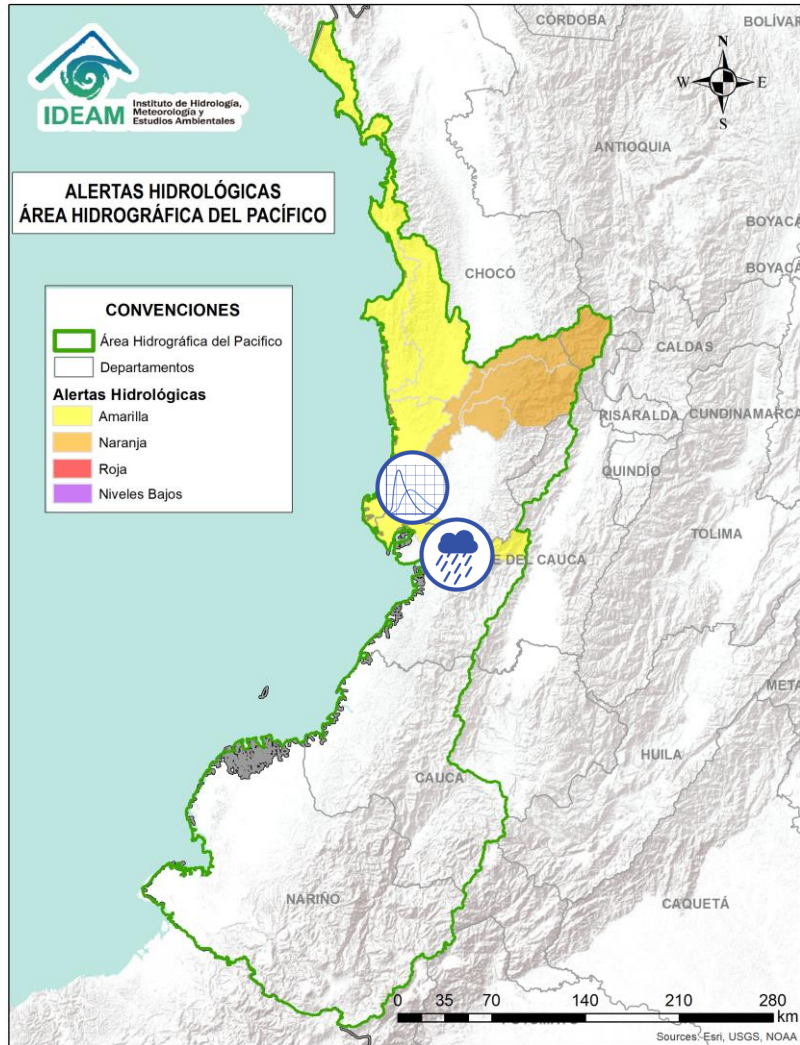 IDEAM
Instituto de Hidrología,
Meteorología y
Estudios Ambientales
ALERTAS HIDROLÓGICAS
ÁREA HIDROGRÁFICA DEL PACÍFICO
CONVENCIONES
Área Hidrográfica del Pacifico
Departamentos
Alertas Hidrológicas
Amarilla
Naranja
Roja
Niveles Bajos
N
W E
S
CÓRDOBA
BOLÍVAR
ANTIOQUIA
BOYACÁ
BOYACÁ
CHOCÓ
CALDAS
RISARALDA
CUNDINAMARCA
QUINDÍO
TOLIMA
E DEL CAUCA
META
HUILA
CAUCA
NARIÑO
CAQUETÁ
0 35 70 140 210 280
km
Sources: Esri, USGS, NOAA